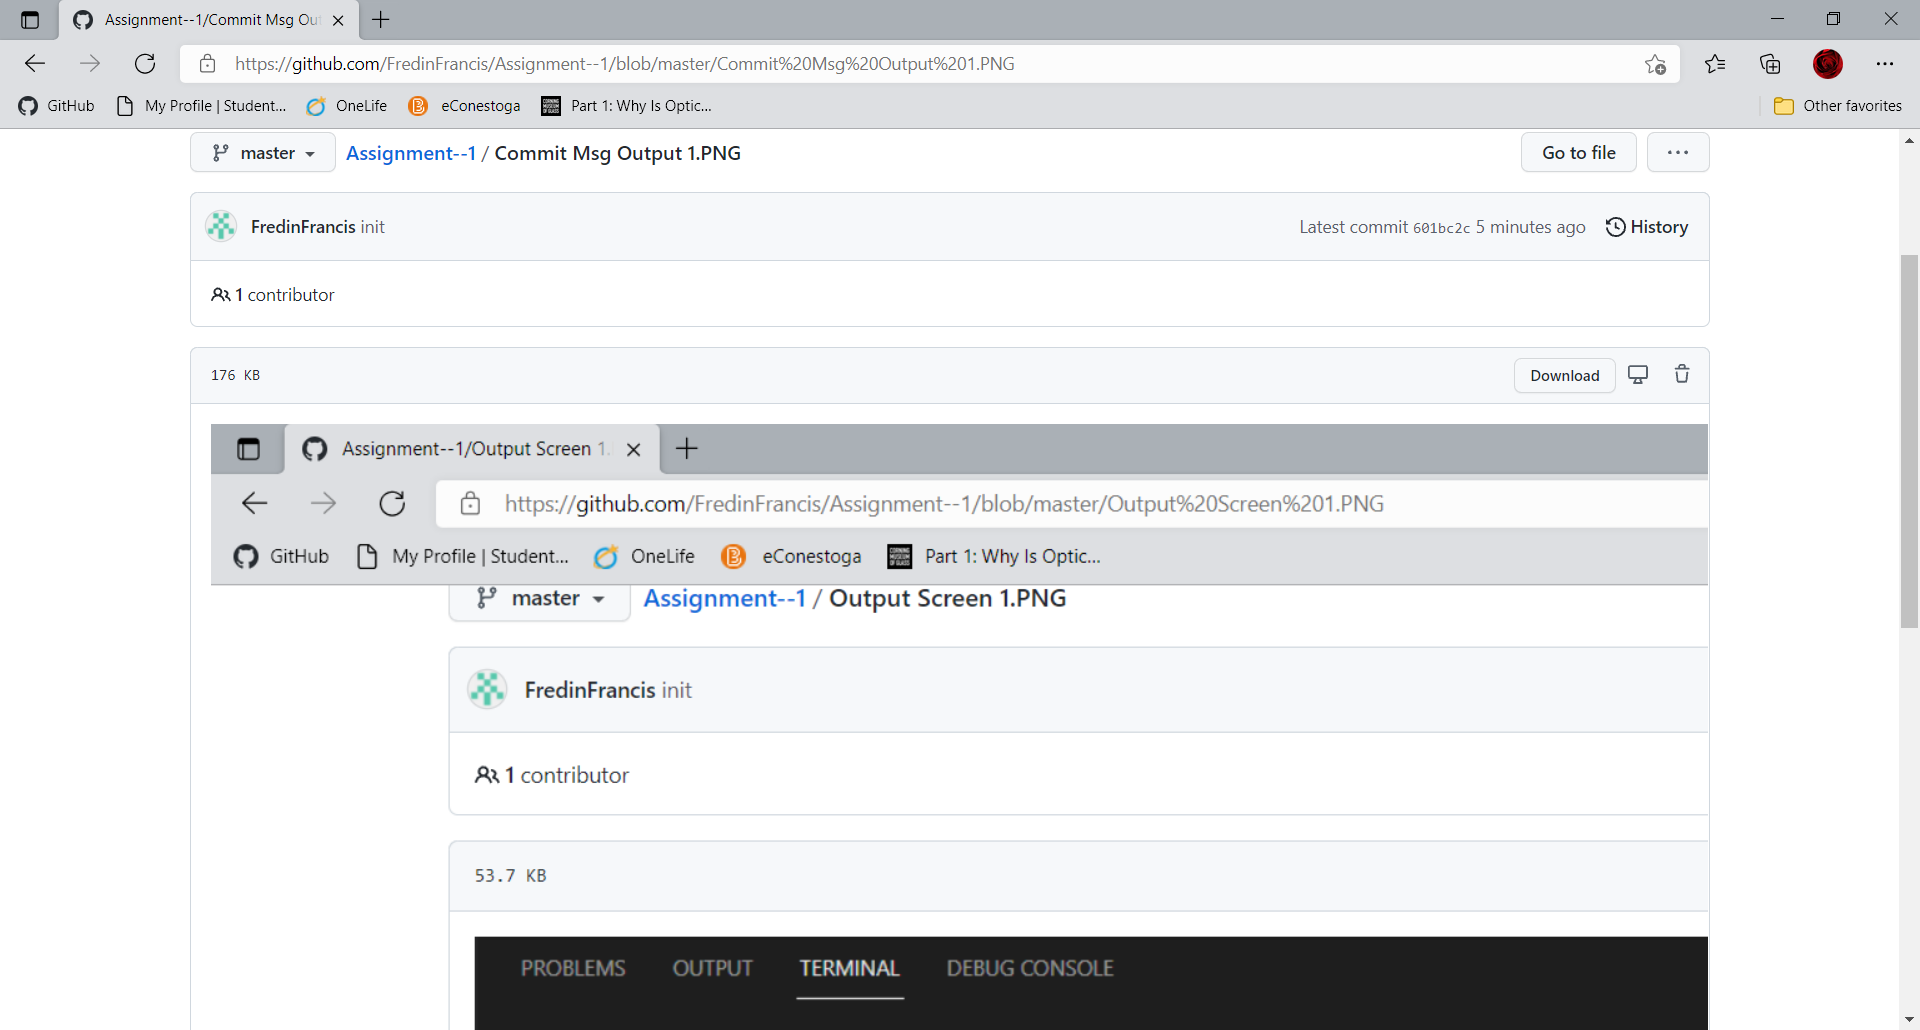 Assignment--1/Commit Msg Ou
https://github.com/FredinFrancis/Assignment--1/blob/master/Commit%20Msg%20Output%201.PNG
GitHub My Profile | Student... OneLife eConestoga Part 1: Why Is Optic... Other favorites
master Assignment--1 / Commit Msg Output 1.PNG Go to file ...
FredinFrancis init Latest commit 601bc2c 5 minutes ago History
1 contributor
176 KB Download
Assignment--1/Output Screen 1.
https://github.com/FredinFrancis/Assignment--1/blob/master/Output%20Screen%201.PNG
GitHub My Profile | Student... OneLife eConestoga Part 1: Why Is Optic...
master Assignment--1 / Output Screen 1.PNG
FredinFrancis init
1 contributor
53.7 KB
PROBLEMS OUTPUT TERMINAL DEBUG CONSOLE